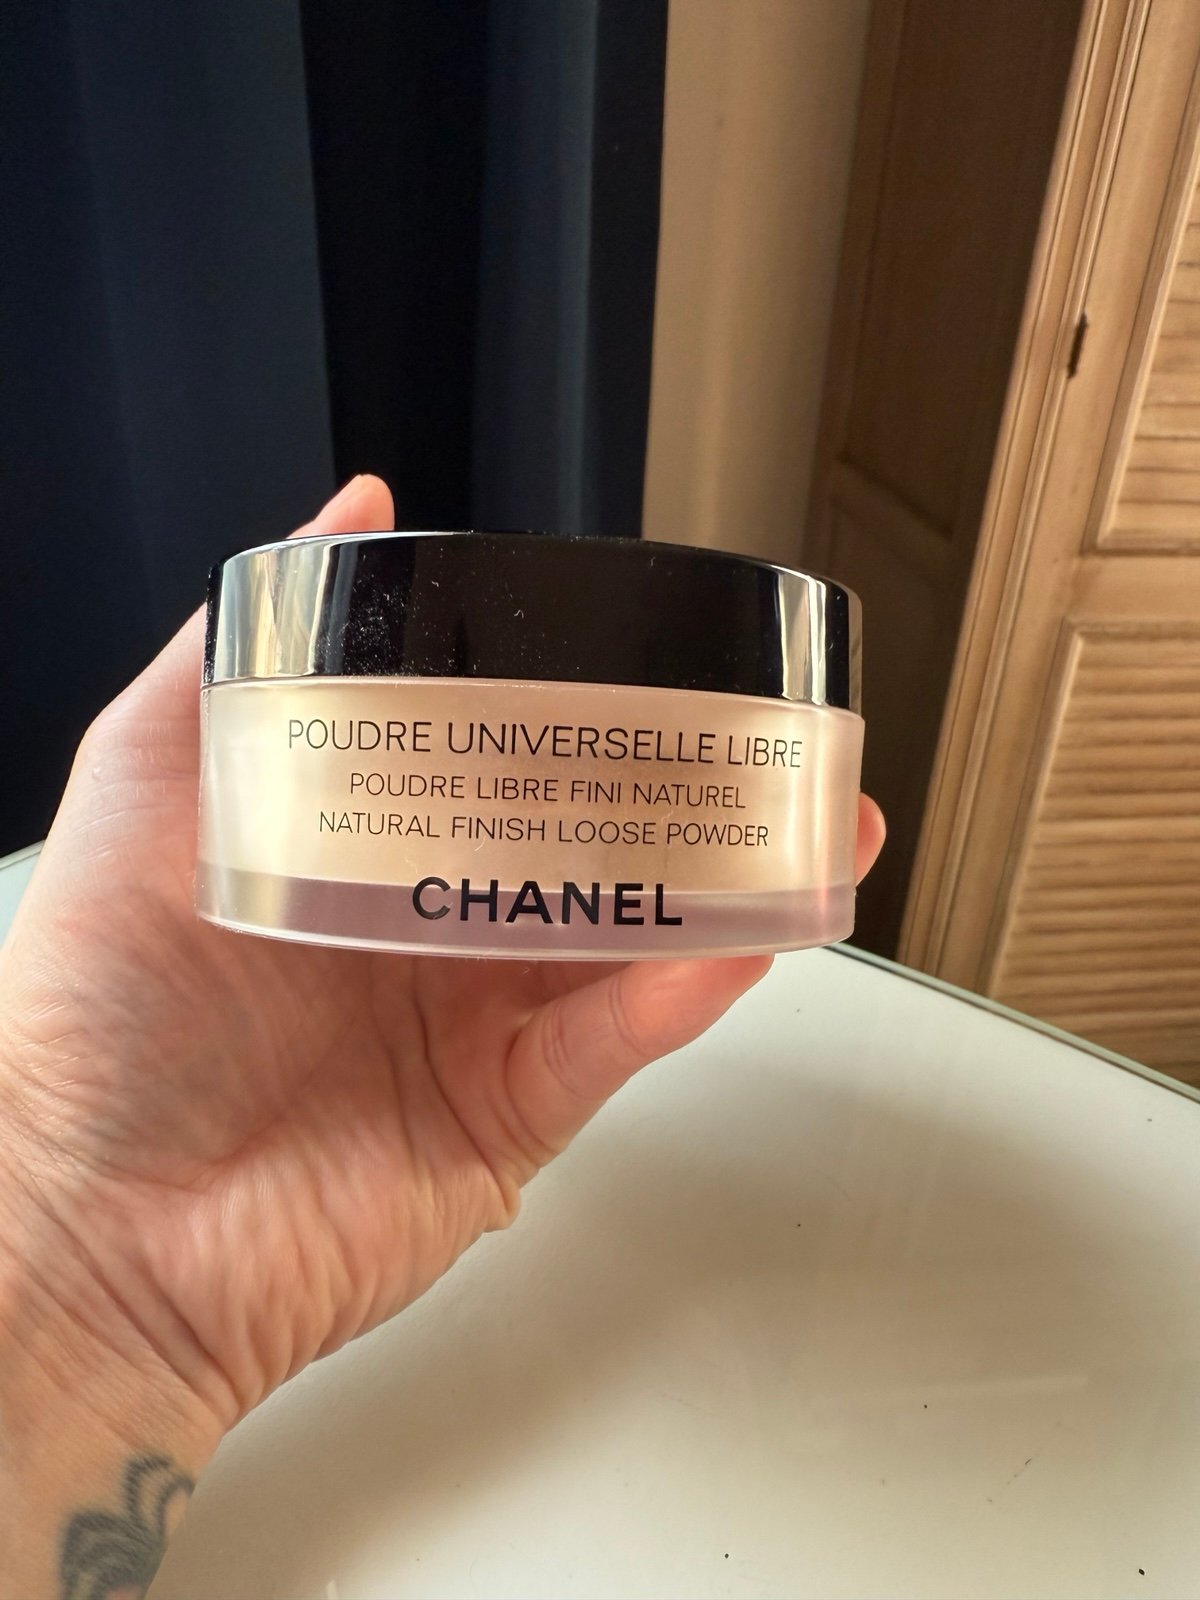 POUDRE UNIVERSELLE LIBRE
POUDRE LIBRE FINI NATUREL
NATURAL FINISH LOOSE POWDER
CHANEL